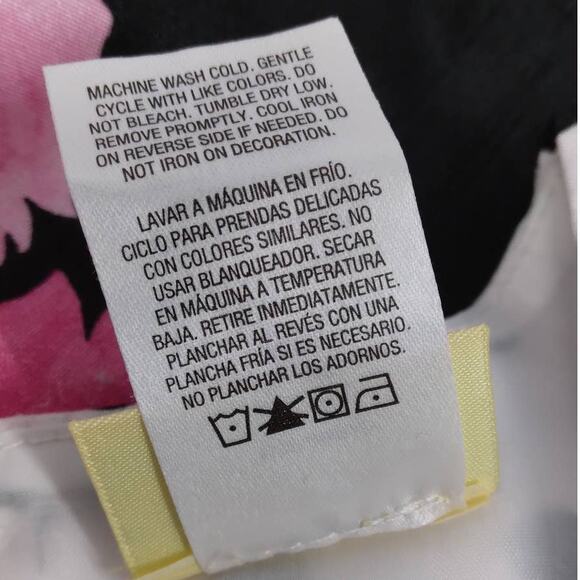 MACHINE WASH COLD. GENTLE
CYCLE WITH LIKE COLORS. DO
NOT BLEACH. TUMBLE DRY LOW.
REMOVE PROMPTLY. COOL IRON
ON REVERSE SIDE IF NEEDED. DO
NOT IRON ON DECORATION.
LAVAR A MÁQUINA EN FRÍO.
CICLO PARA PRENDAS DELICADAS
CON COLORES SIMILARES. NO
USAR BLANQUEADOR. SECAR
EN MÁQUINA A TEMPERATURA
BAJA. RETIRE INMEDIATAMENTE.
PLANCHAR AL REVÉS CON UNA
PLANCHA FRÍA SI ES NECESARIO.
NO PLANCHAR LOS ADORNOS.